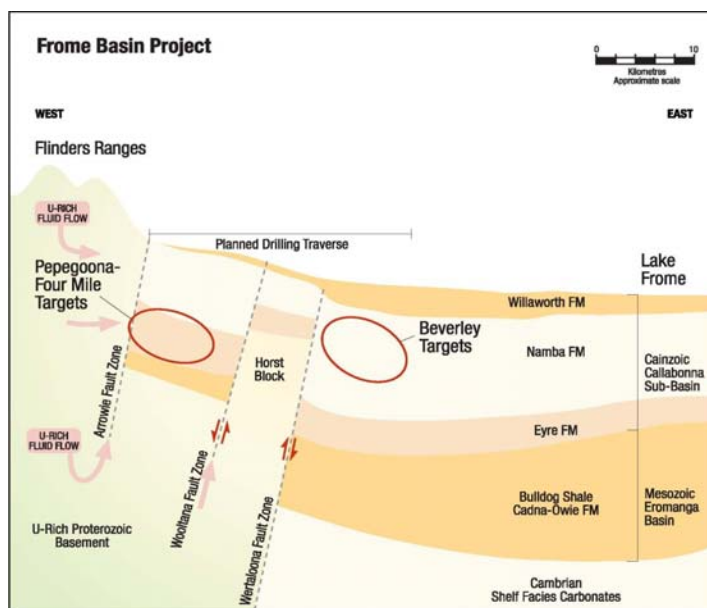 Frome Basin Project
0 10
Kilometres
Approximate scale
WEST
EAST
Flinders Ranges
U-RICH
FLUID FLOW
Planned Drilling Traverse
Pepegoona-
Four Mile
Targets
Lake
Frome
Willaworth FM
Beverley
Targets
Namba FM
Cainzoic
Callabonna
Sub-Basin
Horst
Block
Arrowie Fault Zone
Eyre FM
U-RICH
FLUID FLOW
Wooltana Fault Zone
Wertaloona Fault Zone
Bulldog Shale
Cadna-Owie FM
Mesozoic
Eromanga
Basin
U-Rich Proterozoic
Basement
Cambrian
Shelf Facies Carbonates